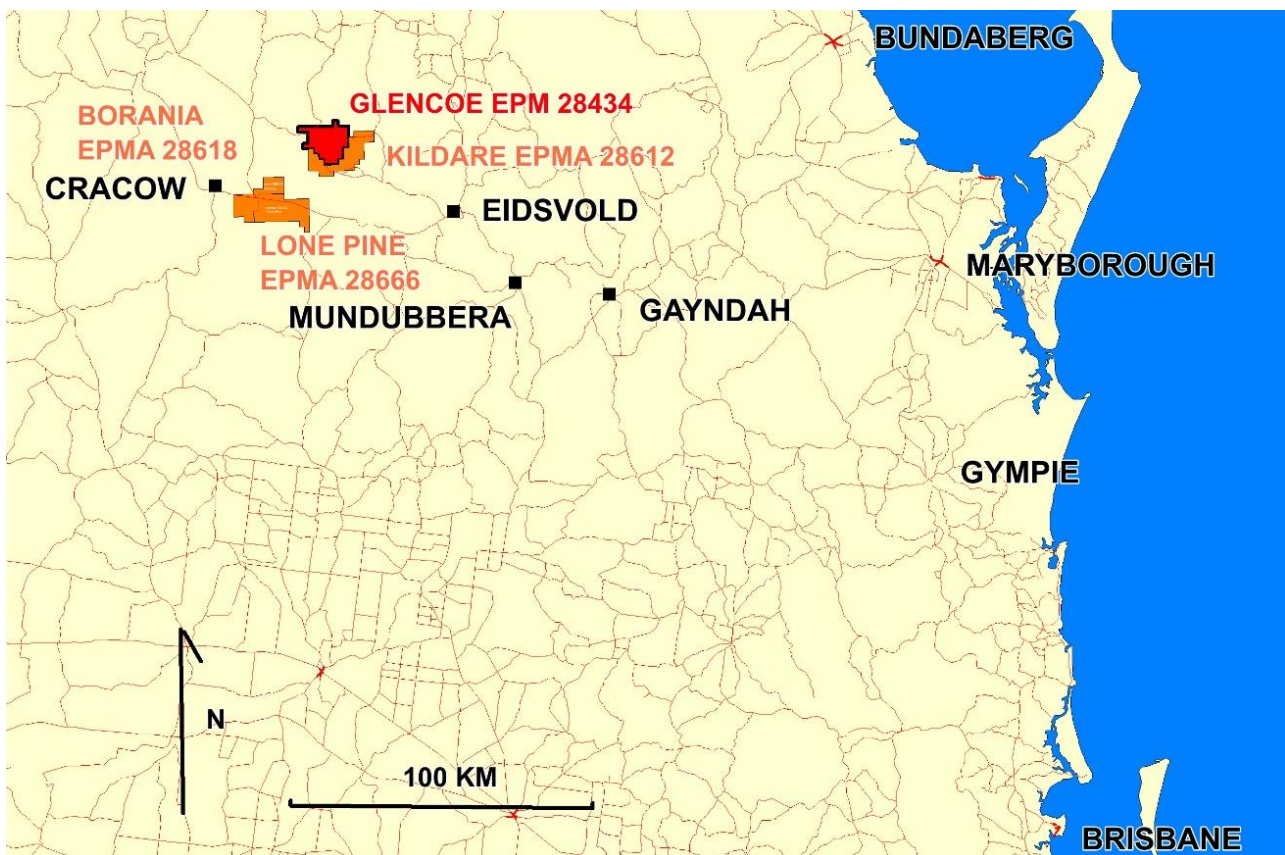 BUNDABERG
GLENCOE EPM 28434
BORANIA
EPMA 28618
KILDARE EPMA 28612
CRACOW
EIDSVOLD
LONE PINE
EPMA 28666
MARYBOROUGH
MUNDUBBERA
GAYNDAH
GYMPIE
N
100 KM
BRISBANE